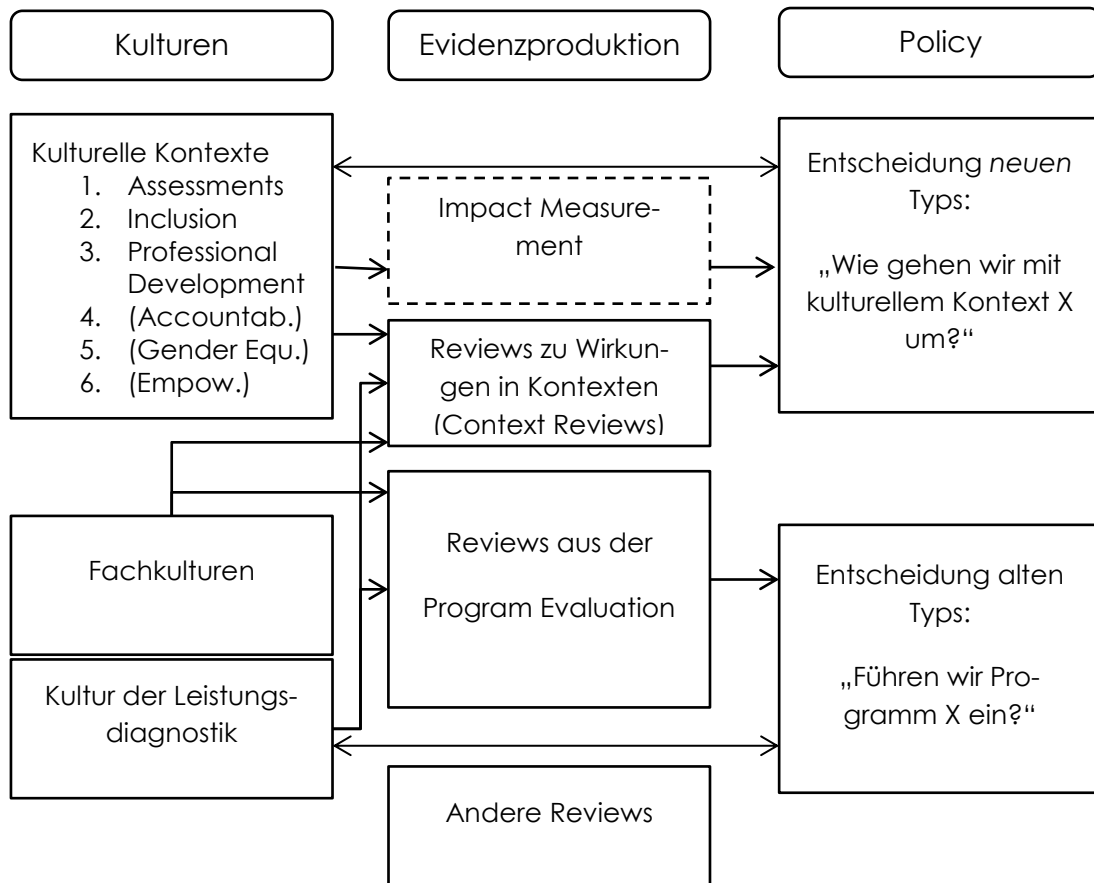 Kulturen
Evidenzproduktion
Policy
Kulturelle Kontexte
1. Assessments
2. Inclusion
3. Professional
Development
4. (Accountab.)
5. (Gender Equ.)
6. (Empow.)
Fachkulturen
Kultur der Leistungs-
diagnostik
Impact Measure-
ment
Reviews zu Wirkun-
gen in Kontexten
(Context Reviews)
Reviews aus der
Program Evaluation
Andere Reviews
Entscheidung neuen
Typs:
„Wie gehen wir mit
kulturellem Kontext X
um?“
Entscheidung alten
Typs:
„Führen wir Pro-
gramm X ein?“